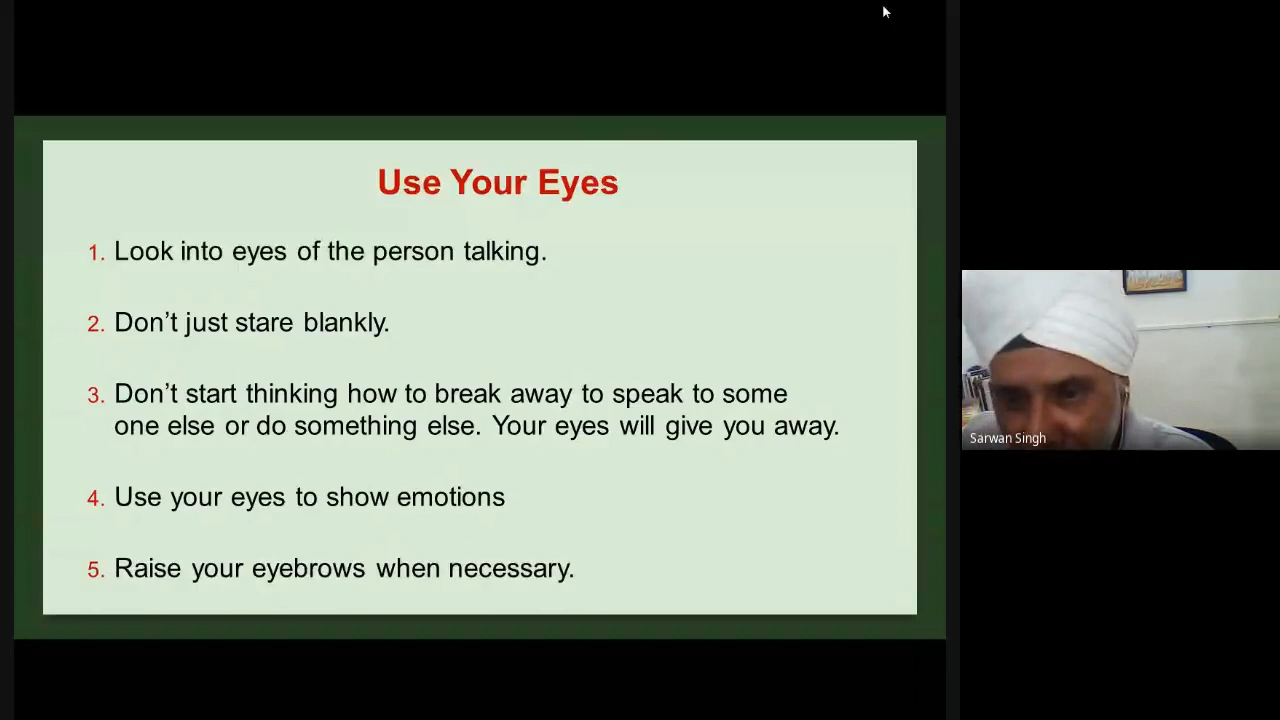 Use Your Eyes
1. Look into eyes of the person talking.
2. Don’t just stare blankly.
3. Don’t start thinking how to break away to speak to some
one else or do something else. Your eyes will give you away.
4. Use your eyes to show emotions
5. Raise your eyebrows when necessary.
Sarwan Singh